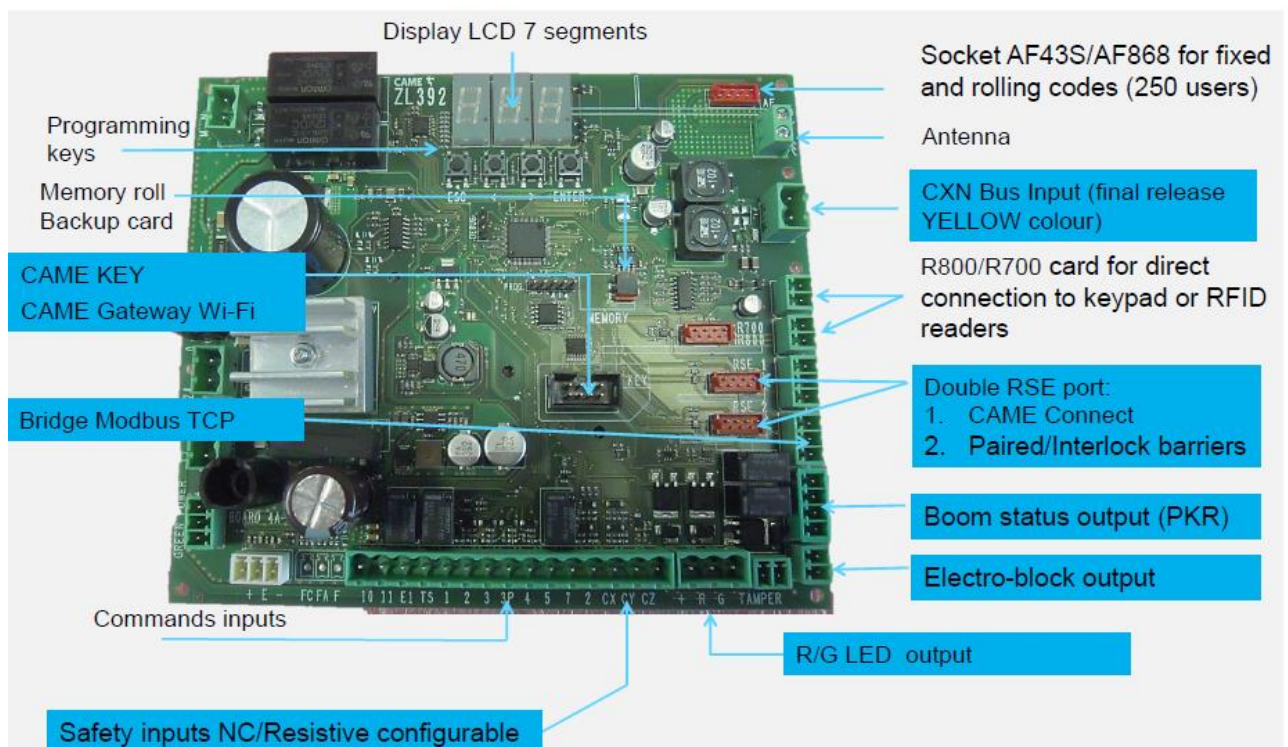 Display LCD 7 segments
Socket AF43S/AF868 for fixed
and rolling codes (250 users)
CAME
ZL392
AF
Programming
keys
Antenna
ESC
ENTER
Memory roll
Backup card
CXN Bus Input (final release
YELLOW colour)
CAME KEY
CAME Gateway Wi-Fi
R800/R700 card for direct
connection to keypad or RFID
readers
MEMORY
R700
R800
KEY
RSE 1
RSE 2
Double RSE port:
1. CAME Connect
2. Paired/Interlock barriers
Bridge Modbus TCP
470
102
102
Boom status output (PKR)
Electro-block output
+ E - FC FA F 10 11 E1 TS 1 2 3 3P 4 5 7 2 CX CY CZ + R G TAMPER
Commands inputs
R/G LED output
Safety inputs NC/Resistive configurable